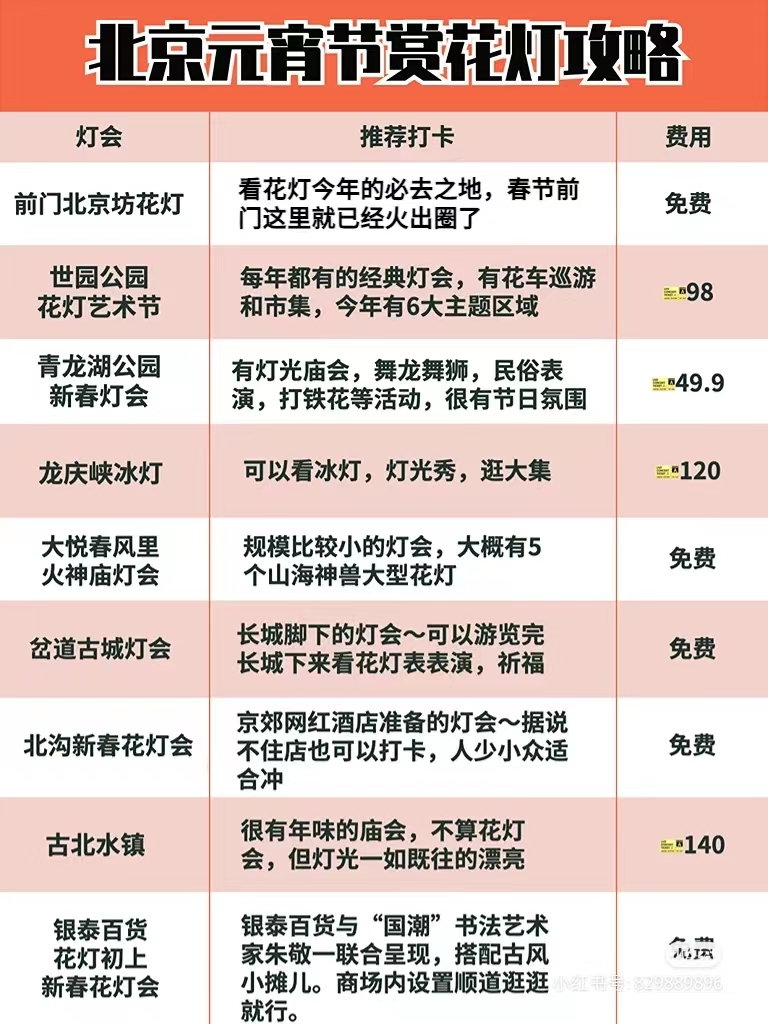 北京元宵节赏花灯攻略
灯会
推荐打卡
费用
前门北京坊花灯
看花灯今年的必去之地，春节前
门这里就已经火出圈了
免费
世园公园
花灯艺术节
每年都有的经典灯会，有花车巡游
和市集，今年有6大主题区域
98
青龙湖公园
新春灯会
有灯光庙会，舞龙舞狮，民俗表
演，打铁花等活动，很有节日氛围
49.9
龙庆峡冰灯
可以看冰灯，灯光秀，逛大集
120
大悦春风里
火神庙灯会
规模比较小的灯会，大概有5
个山海神兽大型花灯
免费
岔道古城灯会
长城脚下的灯会～可以游览完
长城下来看花灯表表演，祈福
免费
北沟新春花灯会
京郊网红酒店准备的灯会～据说
不住店也可以打卡，人少小众适
合冲
免费
古北水镇
很有年味的庙会，不算花灯
会，但灯光一如既往的漂亮
140
银泰百货
花灯初上
新春花灯会
银泰百货与“国潮”书法艺术
家朱敬一联合呈现，搭配古风
小摊儿。商场内设置顺道逛逛
就行。
免费
小红书号: